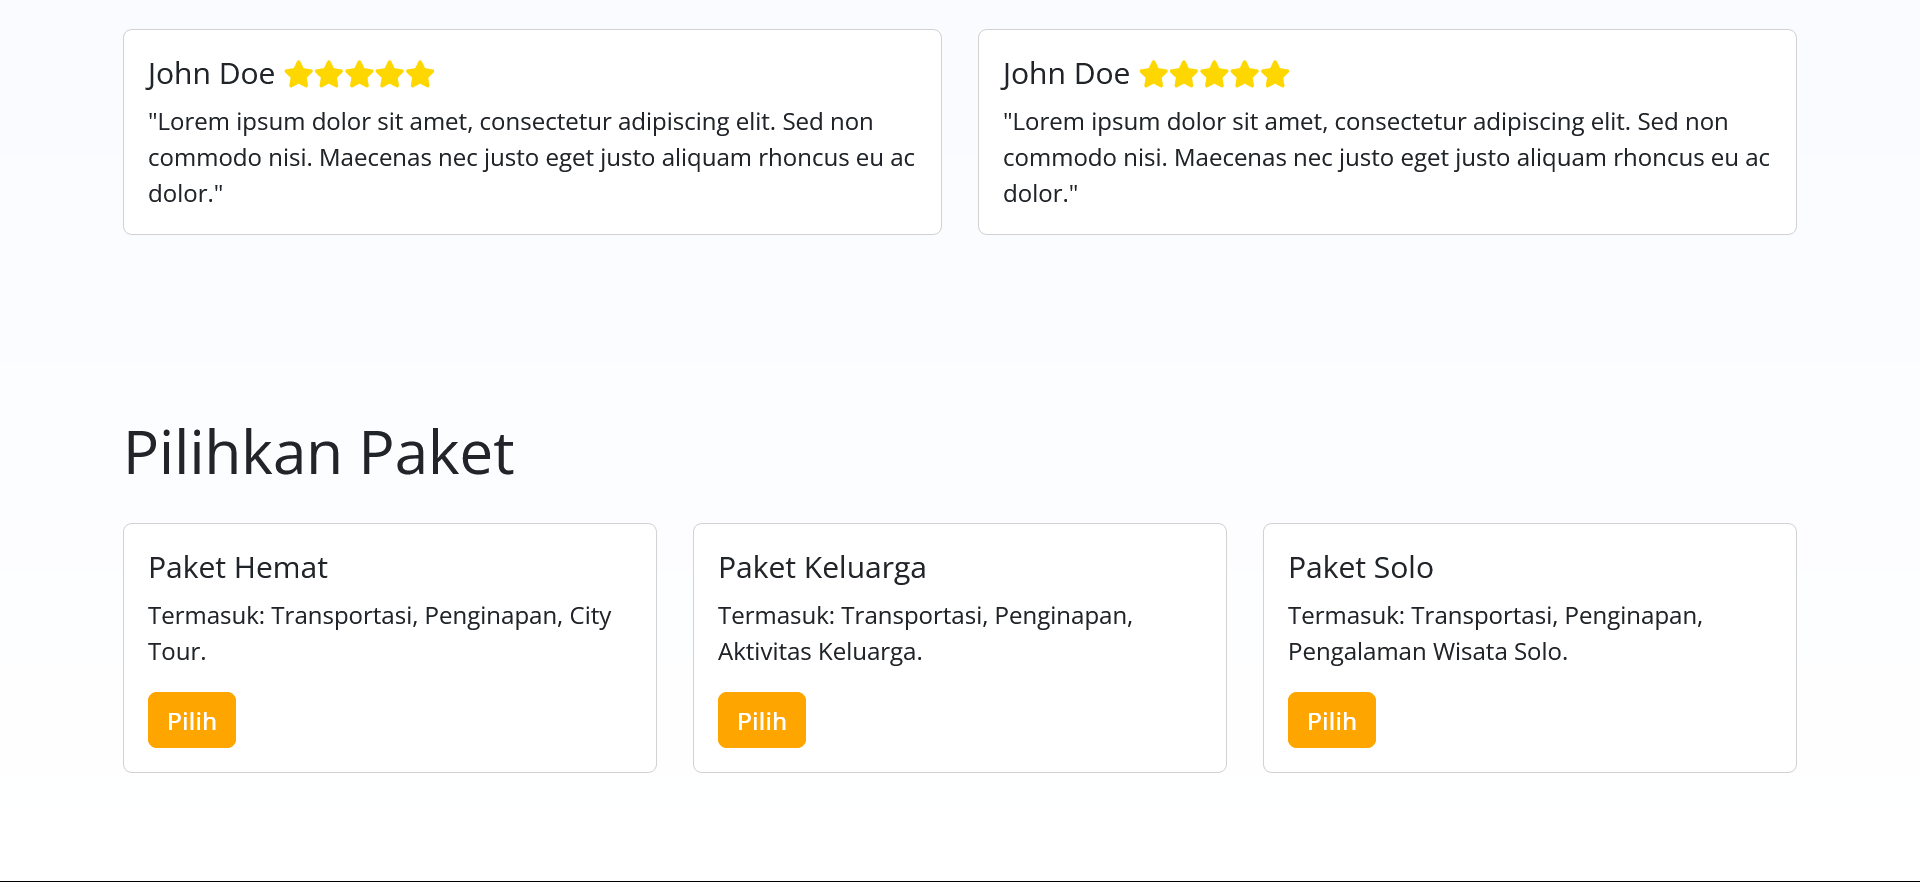 John Doe
"Lorem ipsum dolor sit amet, consectetur adipiscing elit. Sed non
commodo nisi. Maecenas nec justo eget justo aliquam rhoncus eu ac
dolor."
John Doe
"Lorem ipsum dolor sit amet, consectetur adipiscing elit. Sed non
commodo nisi. Maecenas nec justo eget justo aliquam rhoncus eu ac
dolor."
Pilihkan Paket
Paket Hemat
Termasuk: Transportasi, Penginapan, City
Tour.
Pilih
Paket Keluarga
Termasuk: Transportasi, Penginapan,
Aktivitas Keluarga.
Pilih
Paket Solo
Termasuk: Transportasi, Penginapan,
Pengalaman Wisata Solo.
Pilih